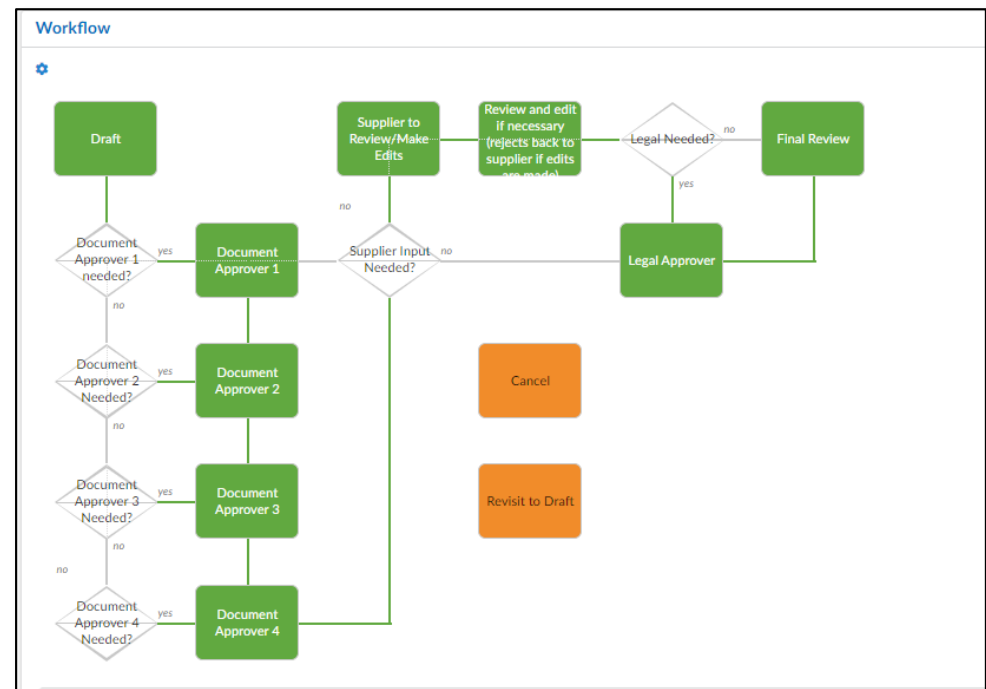 Workflow
Draft
Supplier to
Review/Make
Edits
Review and edit
if necessary
(rejects back to
supplier if edits
are made)
Legal Needed?
no
Final Review
yes
no
Document
Approver 1
needed?
yes
Document
Approver 1
Supplier Input
Needed?
no
Legal Approver
no
Document
Approver 2
Needed?
yes
Document
Approver 2
Cancel
no
Document
Approver 3
Needed?
yes
Document
Approver 3
Revisit to Draft
no
no
Document
Approver 4
Needed?
yes
Document
Approver 4